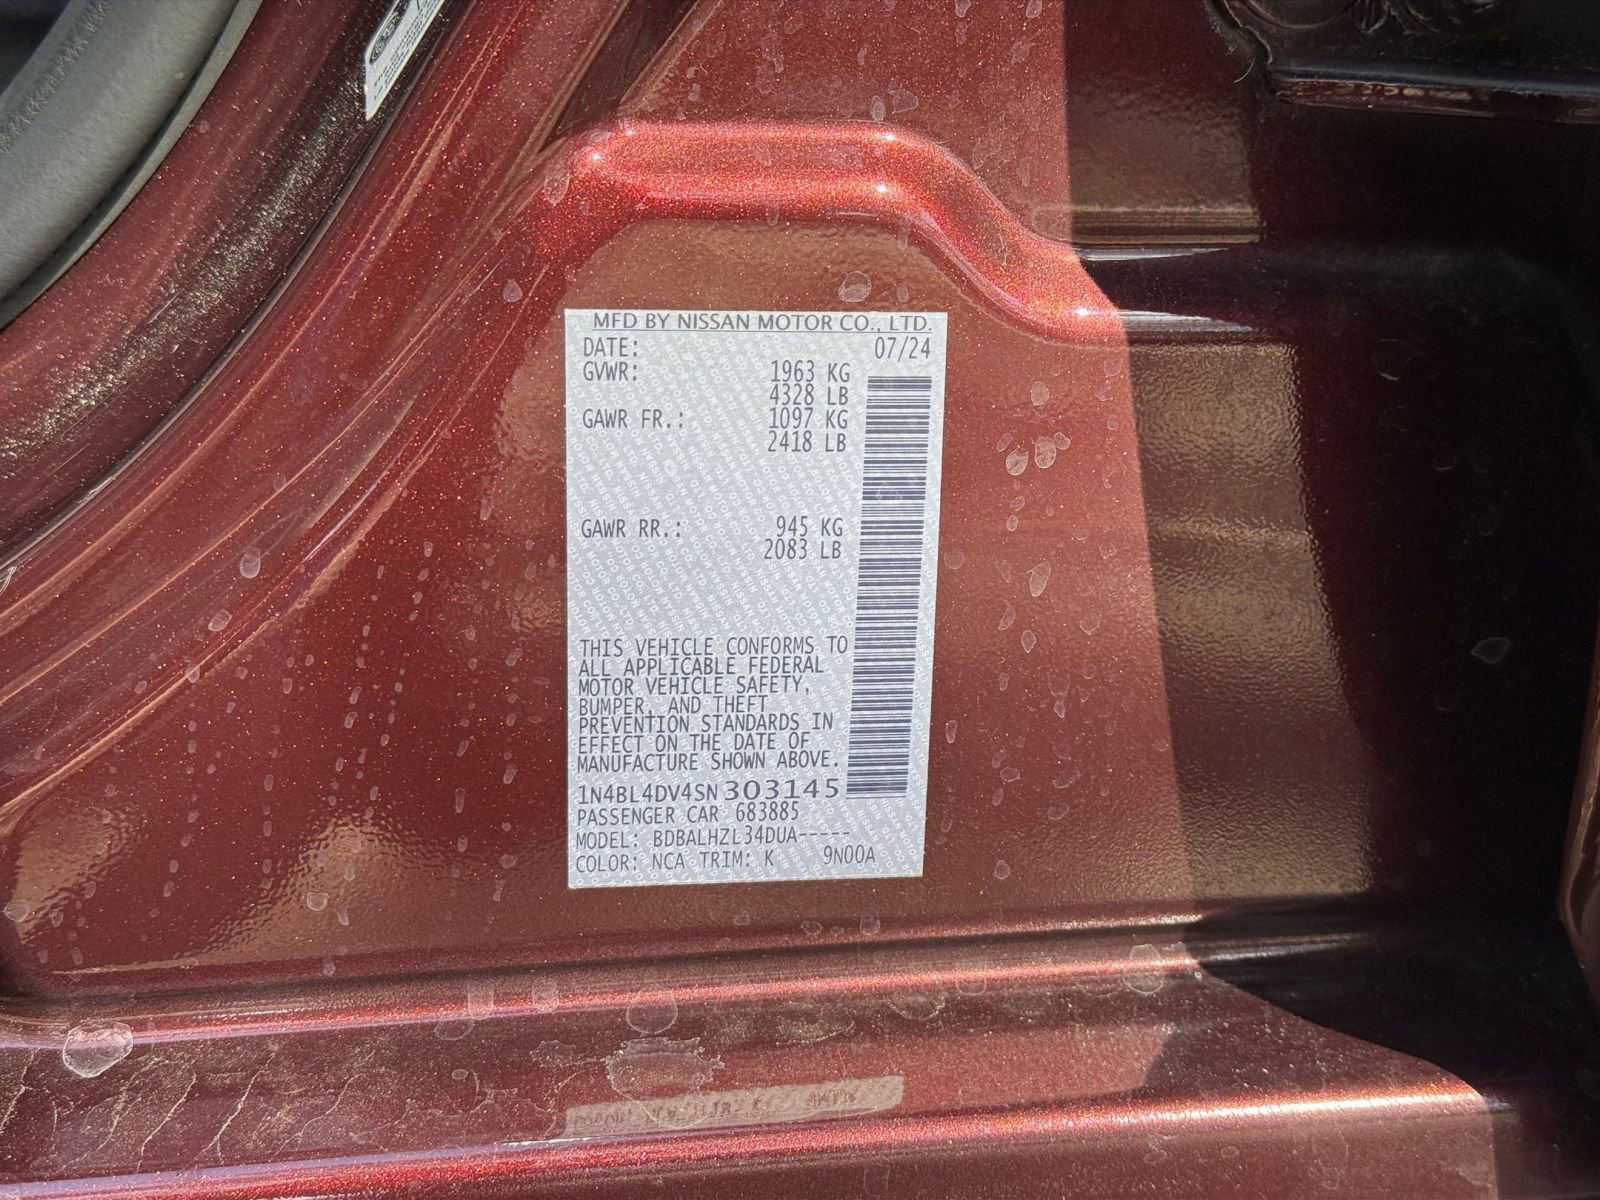 MFD BY NISSAN MOTOR CO., LTD.
DATE: 07/24
GVWR: 1963 KG
4328 LB
GAWR FR.: 1097 KG
2418 LB
GAWR RR.: 945 KG
2083 LB
THIS VEHICLE CONFORMS TO
ALL APPLICABLE FEDERAL
MOTOR VEHICLE SAFETY,
BUMPER, AND THEFT
PREVENTION STANDARDS IN
EFFECT ON THE DATE OF
MANUFACTURE SHOWN ABOVE.
1N4BL4DV4SN303145
PASSENGER CAR 683885
MODEL: BDBALHZL34DUA-----
COLOR: NCA TRIM: K 9N00A